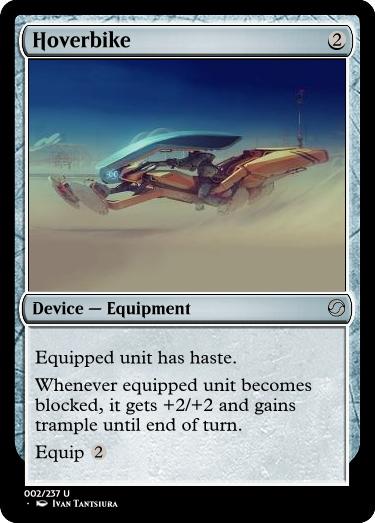 Hoverbike 2
Device — Equipment
Equipped unit has haste.
Whenever equipped unit becomes
blocked, it gets +2/+2 and gains
trample until end of turn.
Equip 2
002/237 U
· Ivan Tantsiura